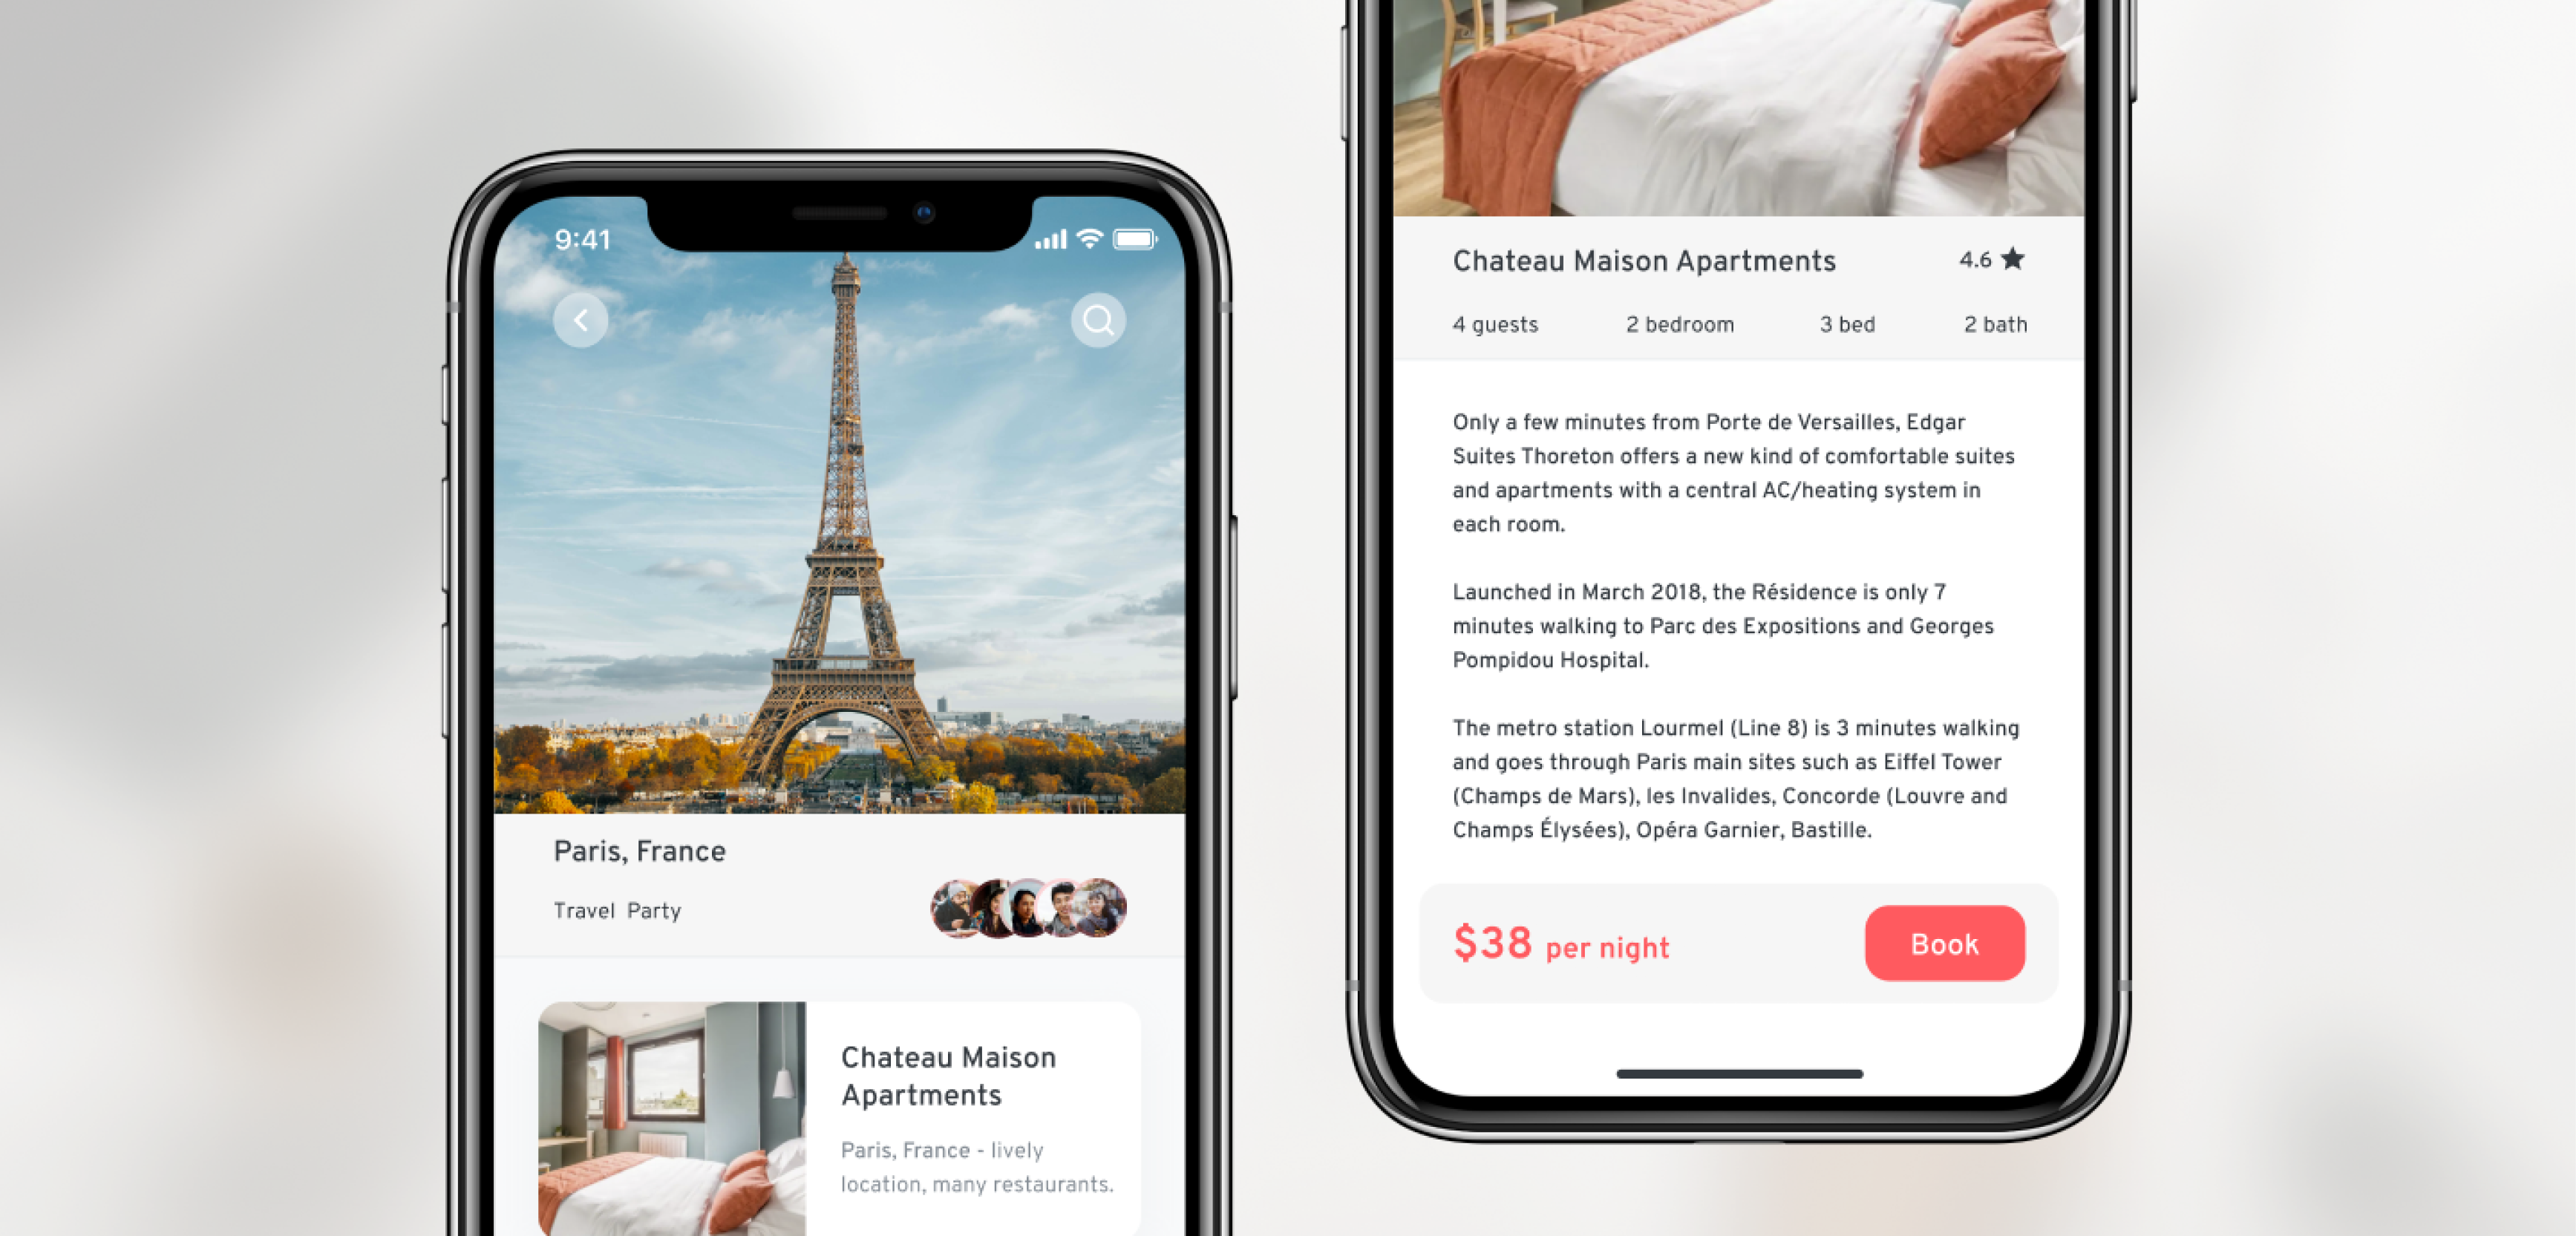 9:41
Paris, France
Travel Party
Chateau Maison
Apartments
Paris, France - lively
location, many restaurants.
Chateau Maison Apartments
4.6
4 guests
2 bedroom
3 bed
2 bath
Only a few minutes from Porte de Versailles, Edgar
Suites Thoreton offers a new kind of comfortable suites
and apartments with a central AC/heating system in
each room.
Launched in March 2018, the Résidence is only 7
minutes walking to Parc des Expositions and Georges
Pompidou Hospital.
The metro station Lourmel (Line 8) is 3 minutes walking
and goes through Paris main sites such as Eiffel Tower
(Champs de Mars), les Invalides, Concorde (Louvre and
Champs Élysées), Opéra Garnier, Bastille.
$38 per night
Book